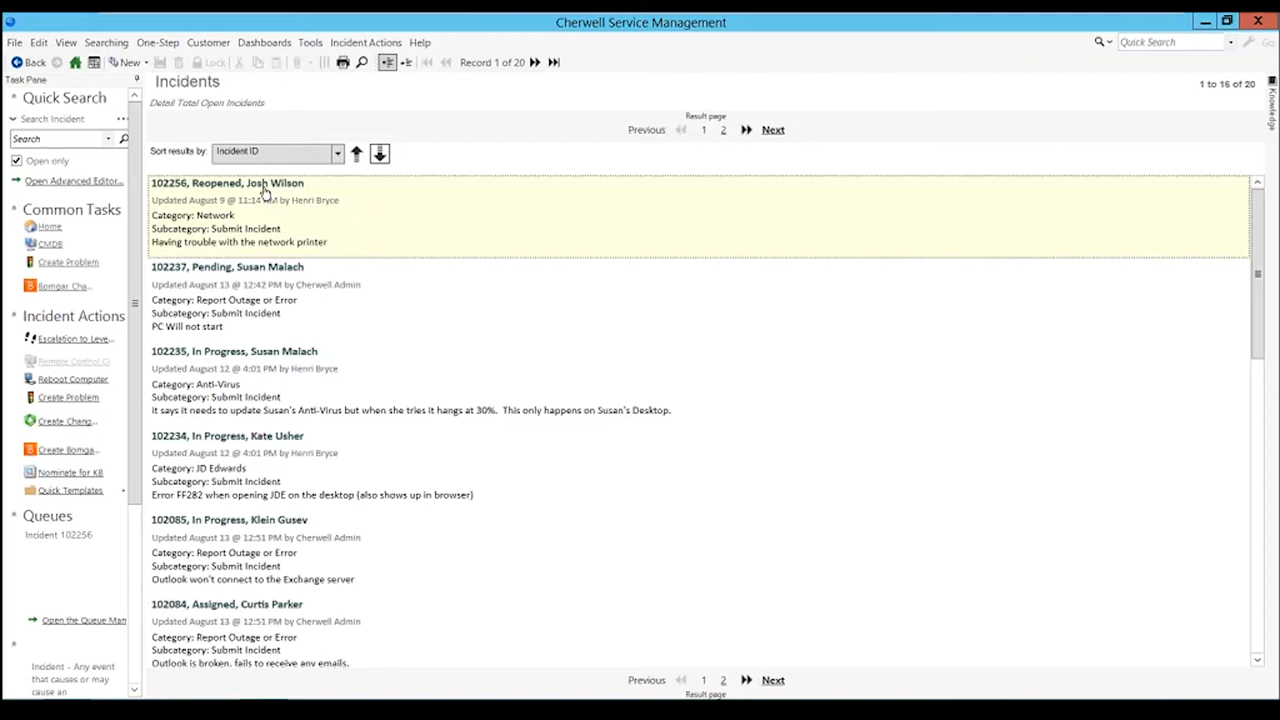 Cherwell Service Management
File Edit View Searching One-Step Customer Dashboards Tools Incident Actions Help
Quick Search
Go
Back New Lock Record 1 of 20
Task Pane
Quick Search
Search Incident
Search
Open only
Open Advanced Editor...
Common Tasks
Home
CMDB
Create Problem
Bomgar Cha...
Incident Actions
Escalation to Leve...
Remote Control Cl
Reboot Computer
Create Problem
Create Chang...
Create Bomga...
Nominate for KB
Quick Templates
Queues
Incident 102256
Open the Queue Man
Incident - Any event
that causes or may
cause an
Incidents
1 to 16 of 20
Detail Total Open Incidents
Result page
Previous 1 2 Next
Sort results by: Incident ID
102256, Reopened, Josh Wilson
Updated August 9 @ 11:14 AM by Henri Bryce
Category: Network
Subcategory: Submit Incident
Having trouble with the network printer
102237, Pending, Susan Malach
Updated August 13 @ 12:42 PM by Cherwell Admin
Category: Report Outage or Error
Subcategory: Submit Incident
PC Will not start
102235, In Progress, Susan Malach
Updated August 12 @ 4:01 PM by Henri Bryce
Category: Anti-Virus
Subcategory: Submit Incident
It says it needs to update Susan's Anti-Virus but when she tries it hangs at 30%. This only happens on Susan's Desktop.
102234, In Progress, Kate Usher
Updated August 12 @ 4:01 PM by Henri Bryce
Category: JD Edwards
Subcategory: Submit Incident
Error FF282 when opening JDE on the desktop (also shows up in browser)
102085, In Progress, Klein Gusev
Updated August 13 @ 12:51 PM by Cherwell Admin
Category: Report Outage or Error
Subcategory: Submit Incident
Outlook won't connect to the Exchange server
102084, Assigned, Curtis Parker
Updated August 13 @ 12:51 PM by Cherwell Admin
Category: Report Outage or Error
Subcategory: Submit Incident
Outlook is broken, fails to receive any emails.
Previous 1 2 Next
Result page
Knowledge